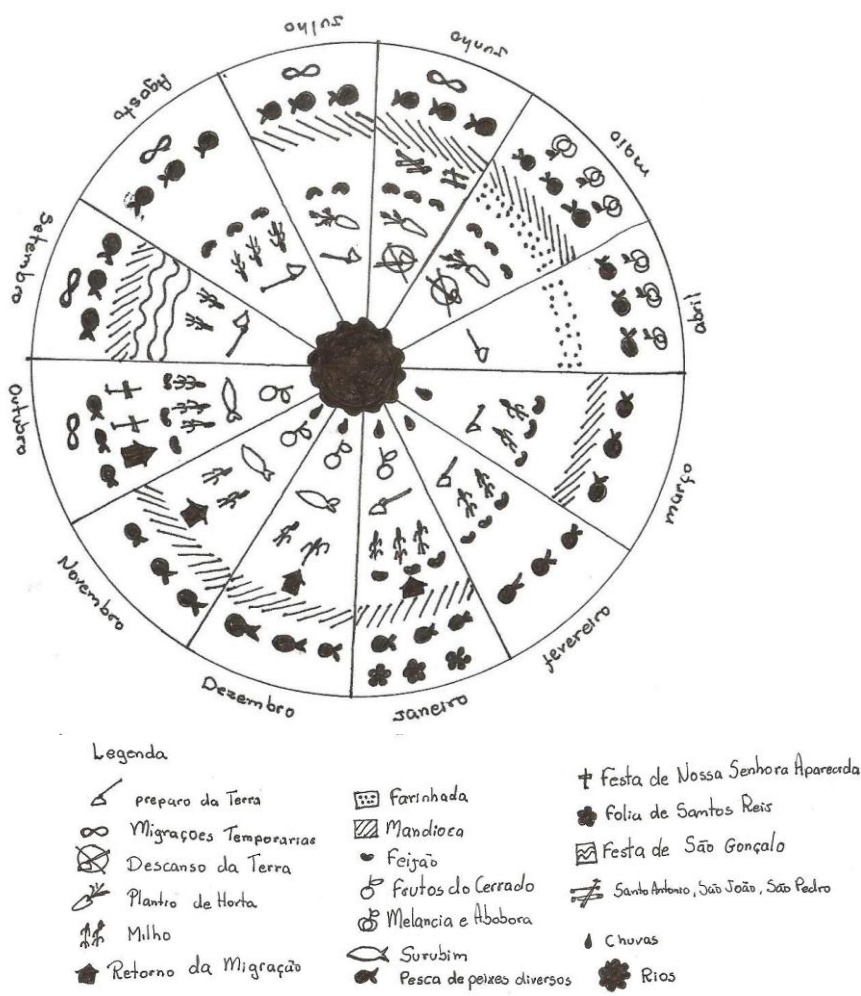 Julho
Junho
maio
abril
março
fevereiro
Janeiro
Dezembro
Novembro
Outubro
Setembro
Agosto
Legenda
preparo da Terra
Migrações Temporarias
Descanso da Terra
Plantio de Horta
Milho
Retorno da Migração
Farinhada
Mandioca
Feijão
Frutos do Cerrado
Melancia e Abobora
Surubim
Pesca de peixes diversos
Festa de Nossa Senhora Aparecida
Folia de Santos Reis
Festa de São Gonçalo
Santo Antonio, São João, São Pedro
Chuvas
Rios